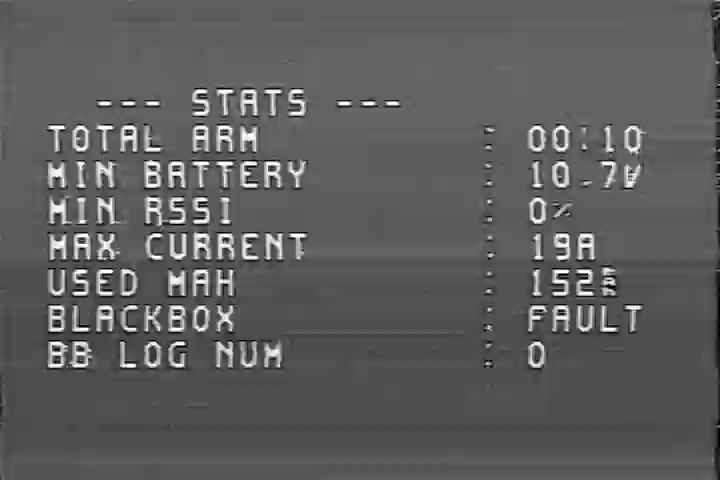 --- STATS ---
TOTAL ARM : 00:10
MIN BATTERY : 10.7V
MIN RSSI : 0%
MAX CURRENT : 19A
USED MAH : 152
BLACKBOX : FAULT
BB LOG NUM : 0